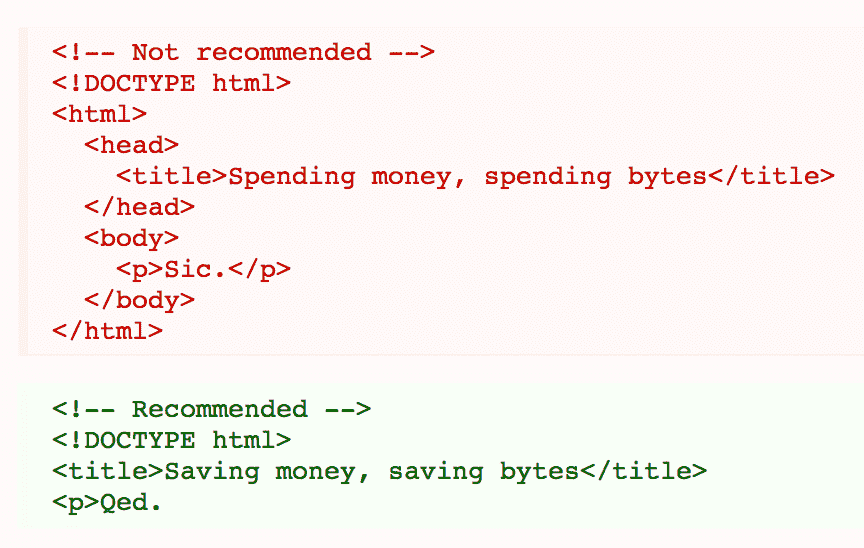 <!-- Not recommended -->
<!DOCTYPE html>
<html>
  <head>
    <title>Spending money, spending bytes</title>
  </head>
  <body>
    <p>Sic.</p>
  </body>
</html>
<!-- Recommended -->
<!DOCTYPE html>
<title>Saving money, saving bytes</title>
<p>Qed.